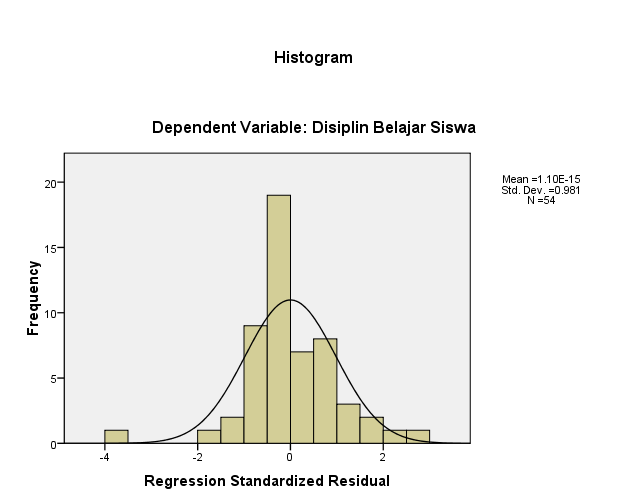 Histogram
Dependent Variable: Disiplin Belajar Siswa
Mean =1.10E-15
Std. Dev. =0.981
N =54
20
15
10
5
0
Frequency
-4
-2
0
2
Regression Standardized Residual